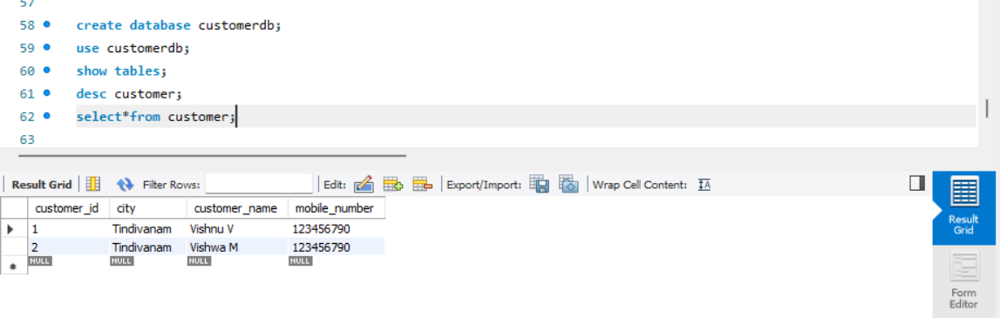 57
58 create database customerdb;
59 use customerdb;
60 show tables;
61 desc customer;
62 select*from customer;
63
Result Grid Filter Rows: Edit: Export/Import: Wrap Cell Content: IA
customer_id city customer_name mobile_number
1 Tindivanam Vishnu V 123456790
2 Tindivanam Vishwa M 123456790
NULL NULL NULL NULL
Result
Grid
Form
Editor